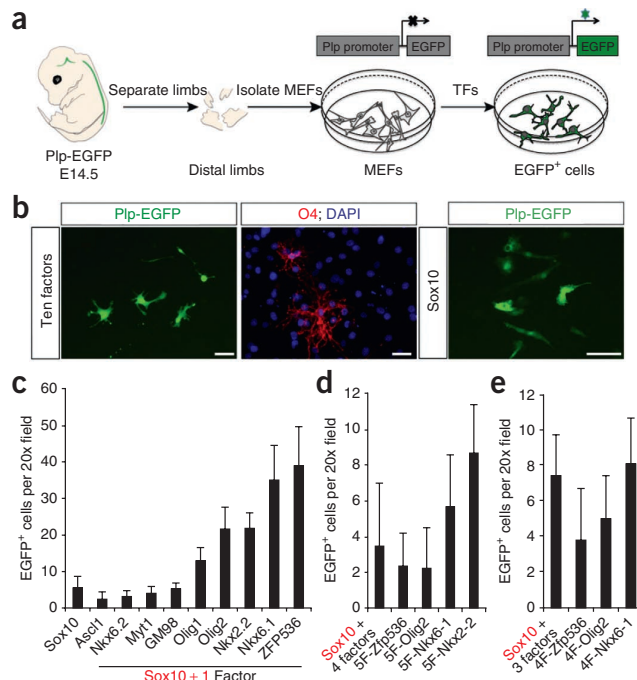 a
Plp promoter EGFP
Plp promoter EGFP
Separate limbs
Isolate MEFs
TFs
Plp-EGFP
E14.5
Distal limbs
MEFs
EGFP+ cells
b
Plp-EGFP
O4; DAPI
Plp-EGFP
Ten factors
Sox10
c
EGFP+ cells per 20x field
60
50
40
30
20
10
0
Sox10
Ascl1
Nkx6.2
Myt1
GM98
Olig1
Olig2
Nkx2.2
Nkx6.1
ZFP536
Sox10 + 1 Factor
d
EGFP+ cells per 20x field
14
12
10
8
6
4
2
0
Sox10 +
4 factors
5F-Zfp536
5F-Olig2
5F-Nkx6-1
5F-Nkx2-2
e
EGFP+ cells per 20x field
12
10
8
6
4
2
0
Sox10 +
3 factors
4F-Zfp536
4F-Olig2
4F-Nkx6-1